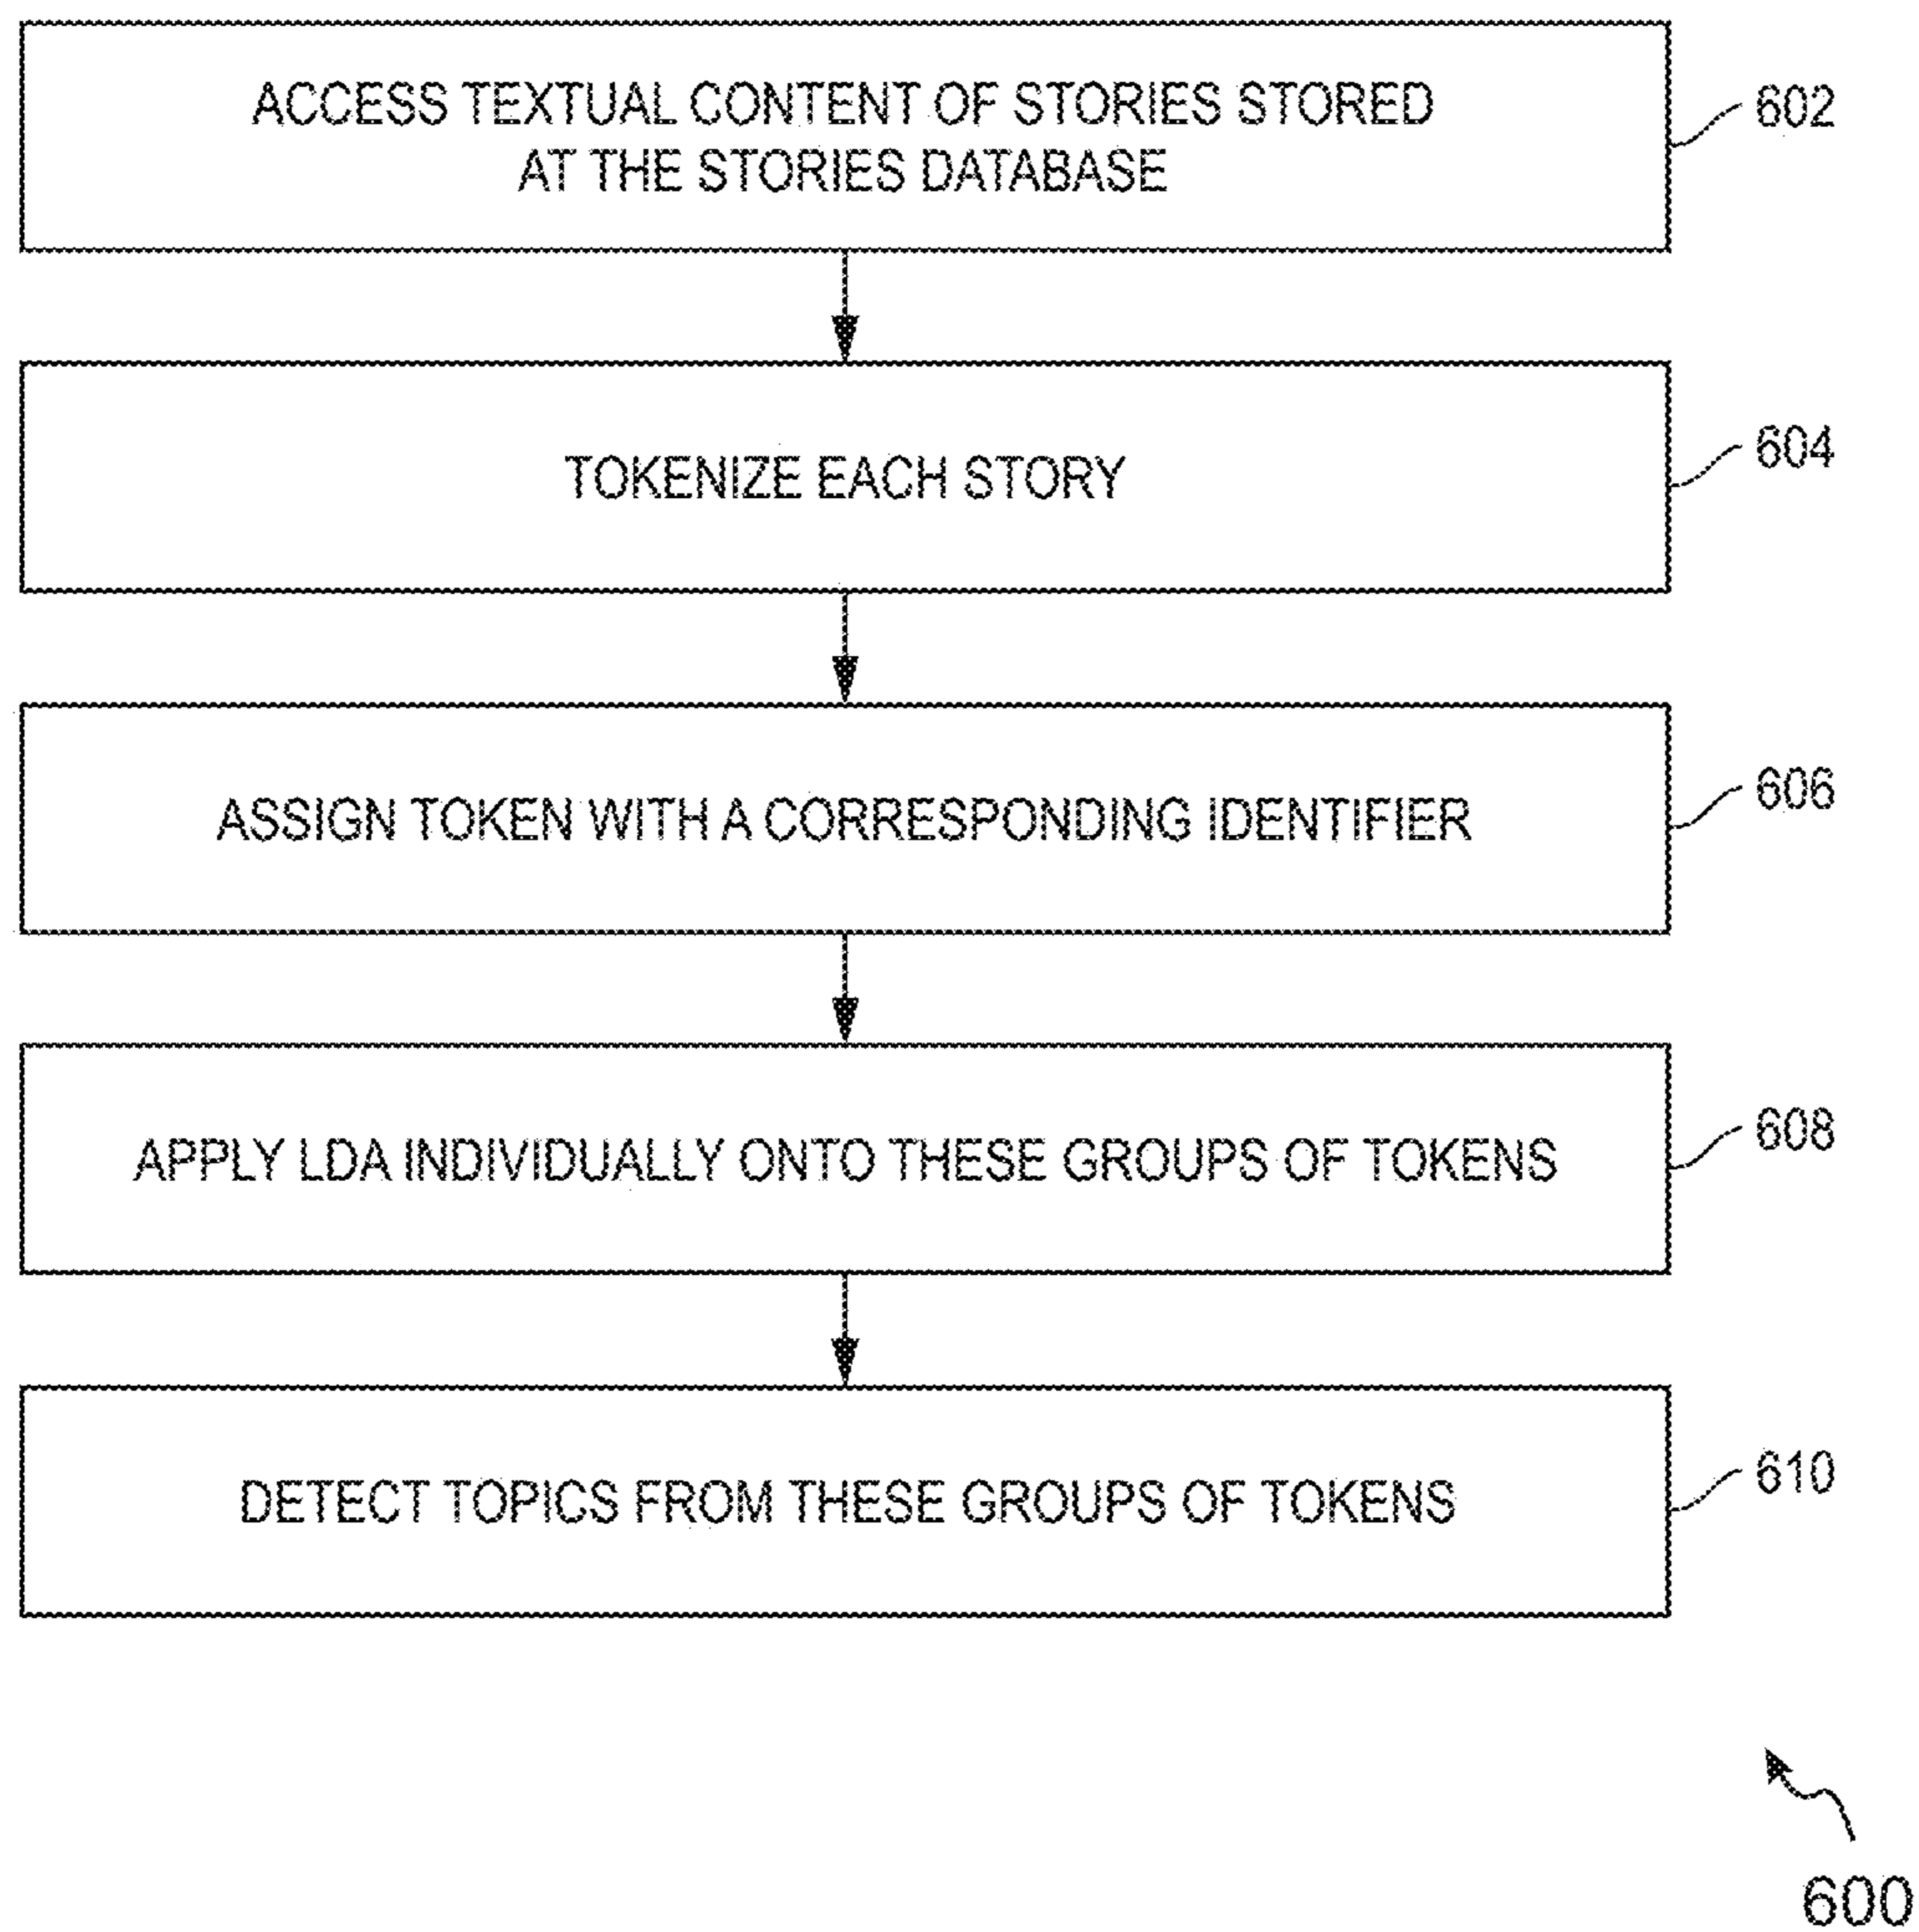 ACCESS TEXTUAL CONTENT OF STORIES STORED
AT THE STORIES DATABASE
602
TOKENIZE EACH STORY
604
ASSIGN TOKEN WITH A CORRESPONDING IDENTIFIER
606
APPLY LDA INDIVIDUALLY ONTO THESE GROUPS OF TOKENS
608
DETECT TOPICS FROM THESE GROUPS OF TOKENS
610
600